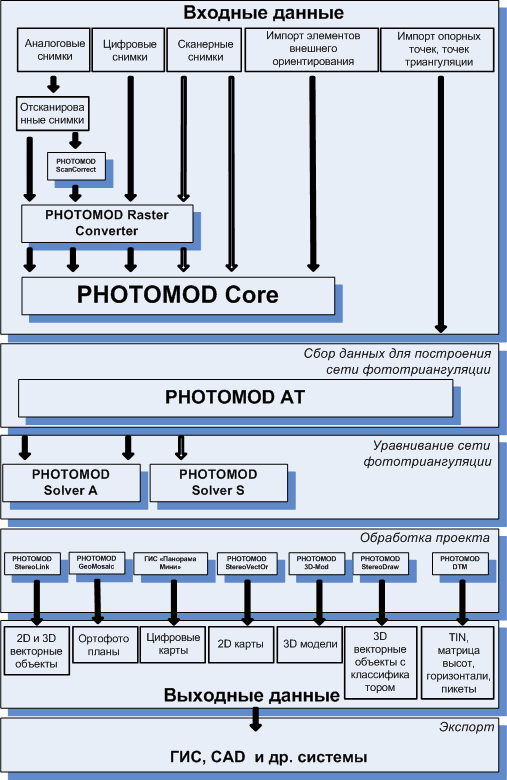 Входные данные
Аналоговые
снимки
Цифровые
снимки
Сканерные
снимки
Импорт элементов
внешнего
ориентирования
Импорт опорных
точек, точек
триангуляции
Отсканирова
нные снимки
PHOTOMOD
ScanCorrect
PHOTOMOD Raster
Converter
PHOTOMOD Core
Сбор данных для построения
сети фототриангуляции
PHOTOMOD AT
Уравнивание сети
фототриангуляции
PHOTOMOD
Solver A
PHOTOMOD
Solver S
Обработка проекта
PHOTOMOD
StereoLink
PHOTOMOD
GeoMosaic
ГИС «Панорама
Мини»
PHOTOMOD
StereoVectOr
PHOTOMOD
3D-Mod
PHOTOMOD
StereoDraw
PHOTOMOD
DTM
2D и 3D
векторные
объекты
Ортофото
планы
Цифровые
карты
2D карты
3D модели
3D
векторные
объекты с
классифика
тором
TIN,
матрица
высот,
горизонтали,
пикеты
Выходные данные
Экспорт
ГИС, CAD и др. системы